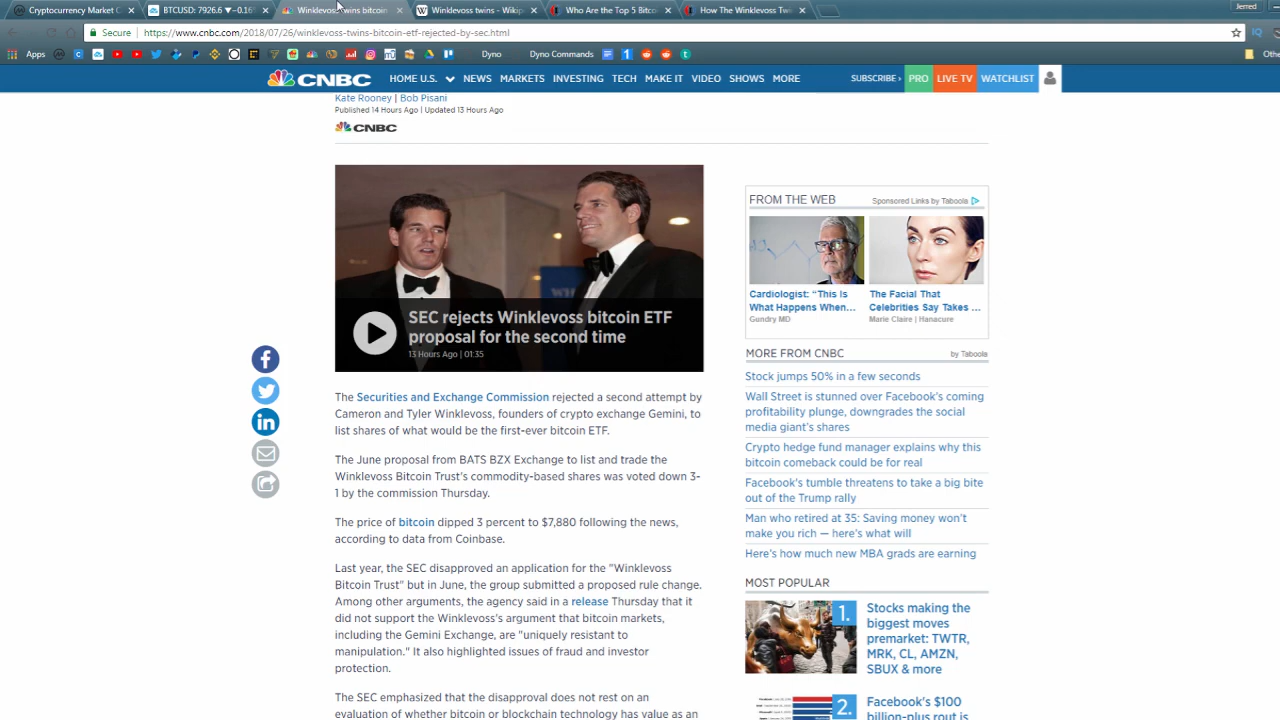 Cryptocurrency Market C
BTCUSD: 7926.6 ▼−0.16%
Winklevoss twins bitcoin
Winklevoss twins - Wikip
Who Are the Top 5 Bitco
How The Winklevoss Twi
Jerred
Secure
https://www.cnbc.com/2018/07/26/winklevoss-twins-bitcoin-etf-rejected-by-sec.html
Apps
Dyno
Dyno Commands
Othe
CNBC
HOME U.S.
NEWS
MARKETS
INVESTING
TECH
MAKE IT
VIDEO
SHOWS
MORE
SUBSCRIBE
PRO
LIVE TV
WATCHLIST
Kate Rooney | Bob Pisani
Published 14 Hours Ago | Updated 13 Hours Ago
CNBC
SEC rejects Winklevoss bitcoin ETF
proposal for the second time
13 Hours Ago | 01:35
The Securities and Exchange Commission rejected a second attempt by
Cameron and Tyler Winklevoss, founders of crypto exchange Gemini, to
list shares of what would be the first-ever bitcoin ETF.
The June proposal from BATS BZX Exchange to list and trade the
Winklevoss Bitcoin Trust's commodity-based shares was voted down 3-
1 by the commission Thursday.
The price of bitcoin dipped 3 percent to $7,880 following the news,
according to data from Coinbase.
Last year, the SEC disapproved an application for the "Winklevoss
Bitcoin Trust" but in June, the group submitted a proposed rule change.
Among other arguments, the agency said in a release Thursday that it
did not support the Winklevoss's argument that bitcoin markets,
including the Gemini Exchange, are "uniquely resistant to
manipulation." It also highlighted issues of fraud and investor
protection.
The SEC emphasized that the disapproval does not rest on an
evaluation of whether bitcoin or blockchain technology has value as an
FROM THE WEB
Sponsored Links by Taboola
Cardiologist: "This Is
What Happens When...
Gundry MD
The Facial That
Celebrities Say Takes ...
Marie Claire | Hanacure
MORE FROM CNBC
by Taboola
Stock jumps 50% in a few seconds
Wall Street is stunned over Facebook's coming
profitability plunge, downgrades the social
media giant's shares
Crypto hedge fund manager explains why this
bitcoin comeback could be for real
Facebook's tumble threatens to take a big bite
out of the Trump rally
Man who retired at 35: Saving money won't
make you rich — here's what will
Here's how much new MBA grads are earning
MOST POPULAR
1.
Stocks making the
biggest moves
premarket: TWTR,
MRK, CL, AMZN,
SBUX & more
2.
Facebook's $100
billion-plus rout is